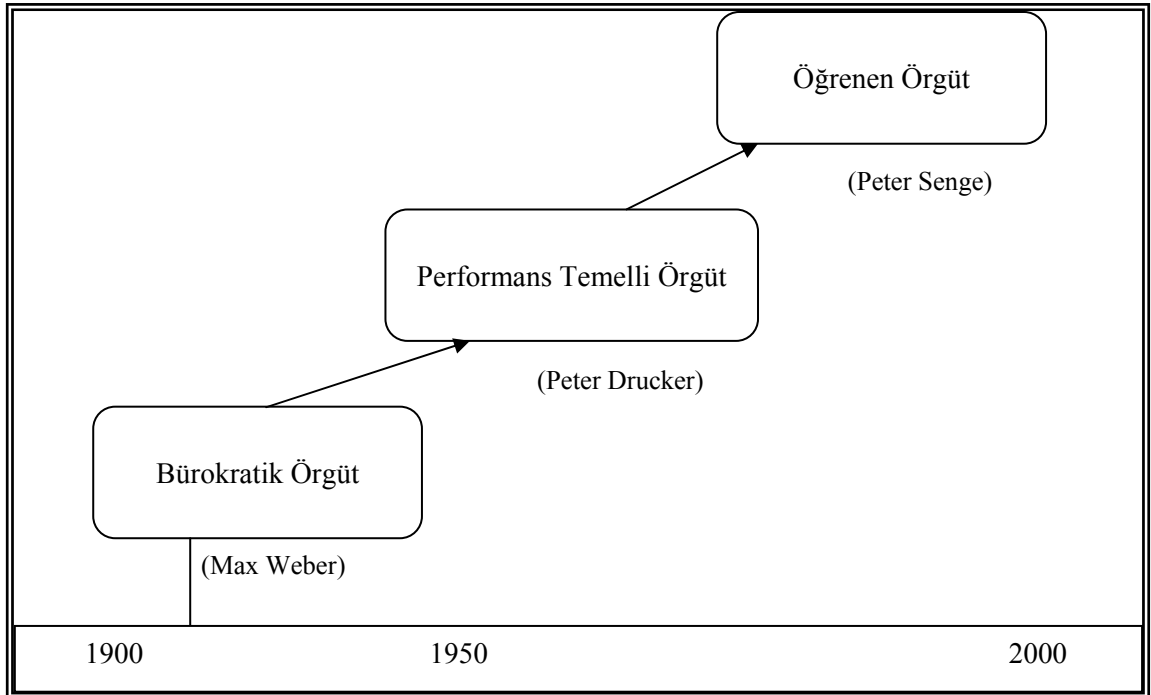 Öğrenen Örgüt
(Peter Senge)
Performans Temelli Örgüt
(Peter Drucker)
Bürokratik Örgüt
(Max Weber)
1900 1950 2000